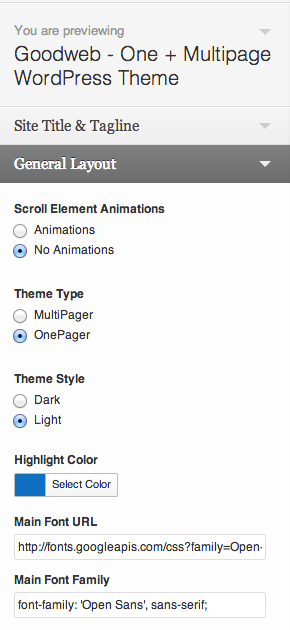 You are previewing
Goodweb - One + Multipage
WordPress Theme
Site Title & Tagline
General Layout
Scroll Element Animations
Animations
No Animations
Theme Type
MultiPager
OnePager
Theme Style
Dark
Light
Highlight Color
Select Color
Main Font URL
http://fonts.googleapis.com/css?family=Open-
Main Font Family
font-family: 'Open Sans', sans-serif;